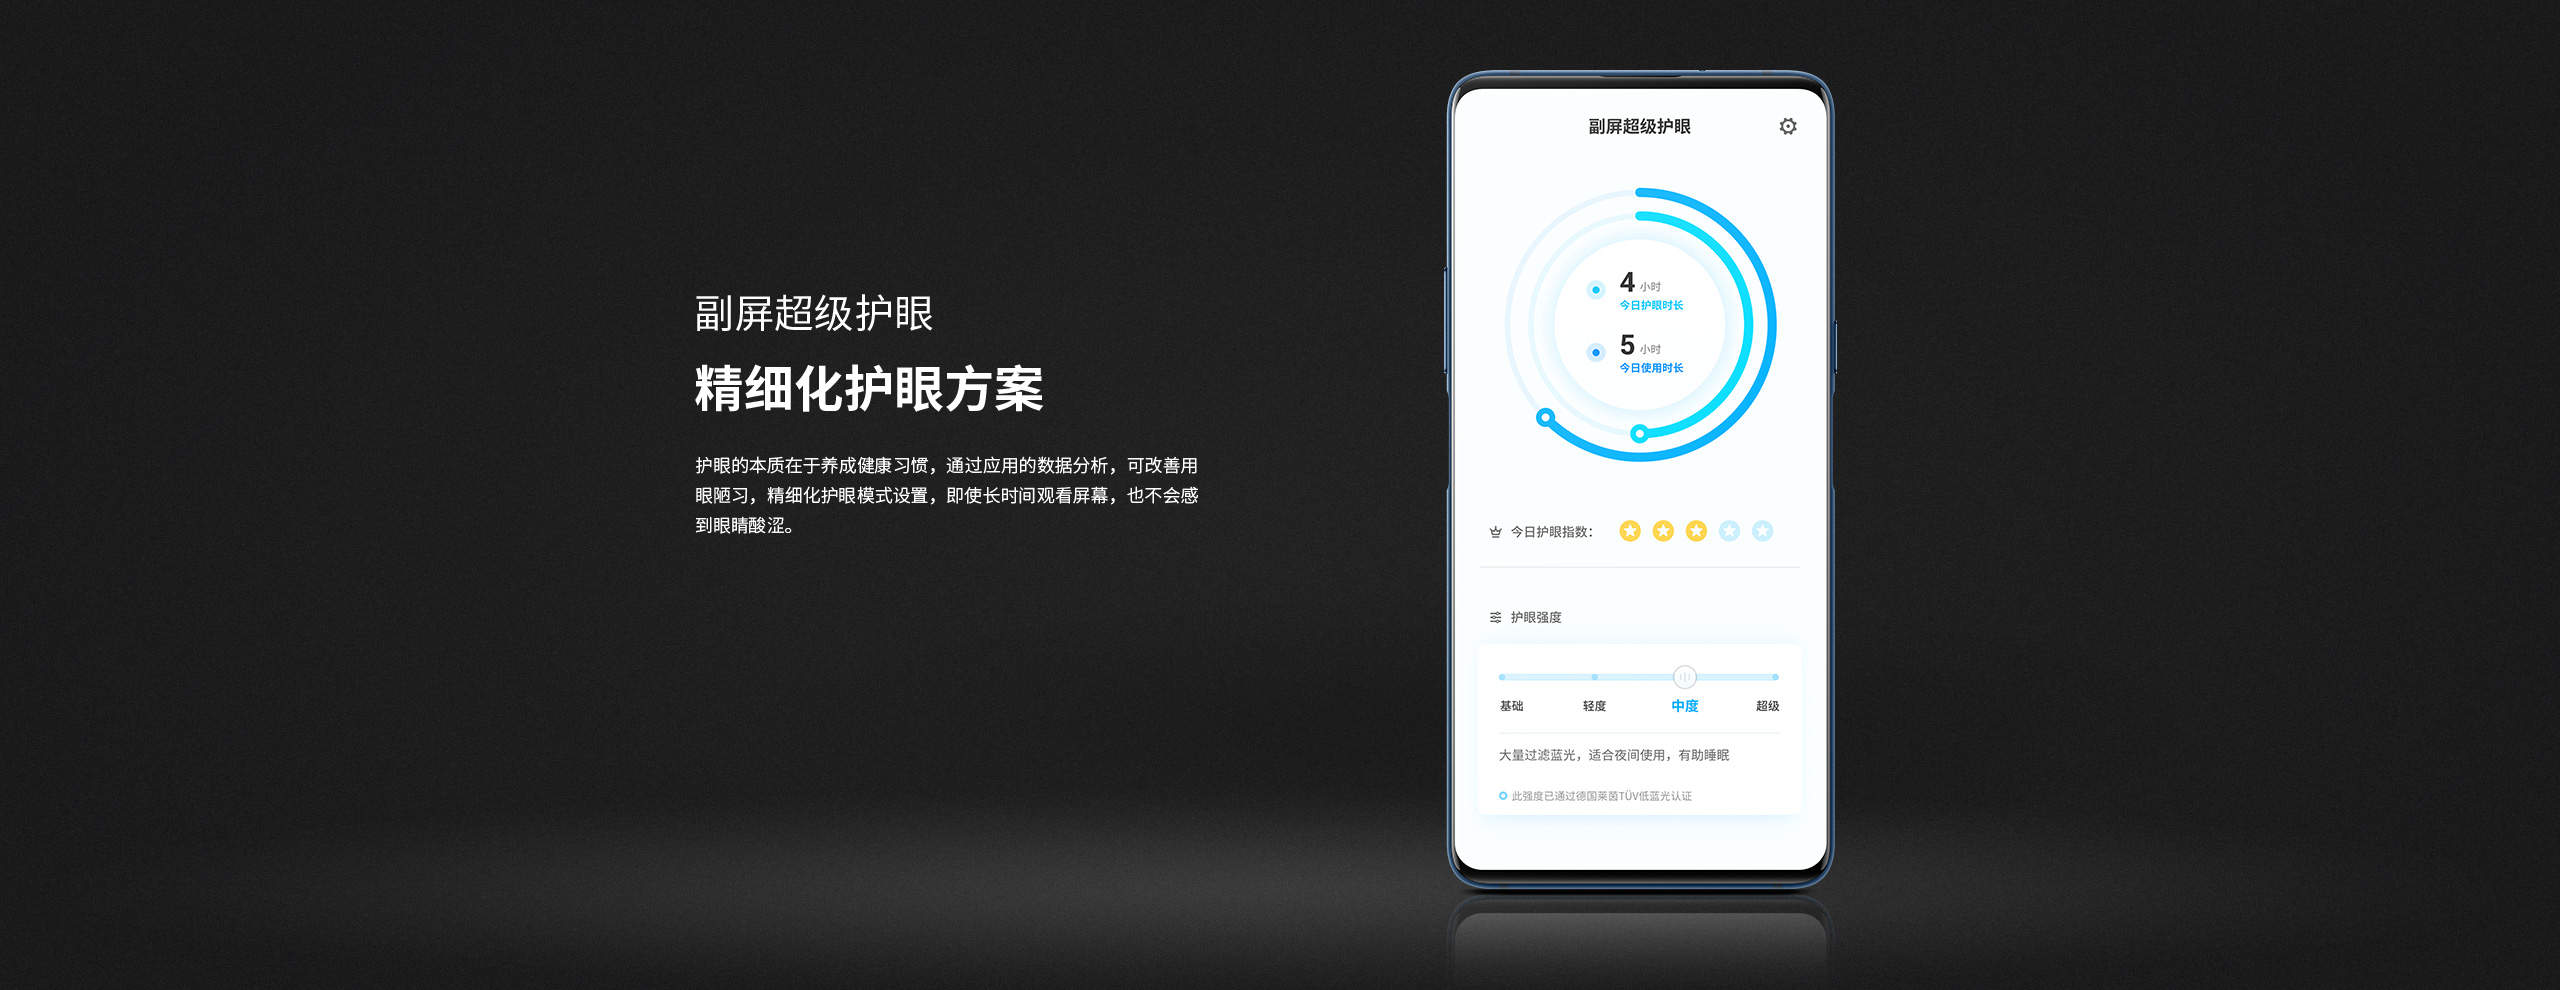 副屏超级护眼
精细化护眼方案
护眼的本质在于养成健康习惯，通过应用的数据分析，可改善用
眼陋习，精细化护眼模式设置，即使长时间观看屏幕，也不会感
到眼睛酸涩。
副屏超级护眼
4 小时
今日护眼时长
5 小时
今日使用时长
今日护眼指数：
护眼强度
基础 轻度 中度 超级
大量过滤蓝光，适合夜间使用，有助睡眠
此强度已通过德国莱茵TÜV低蓝光认证